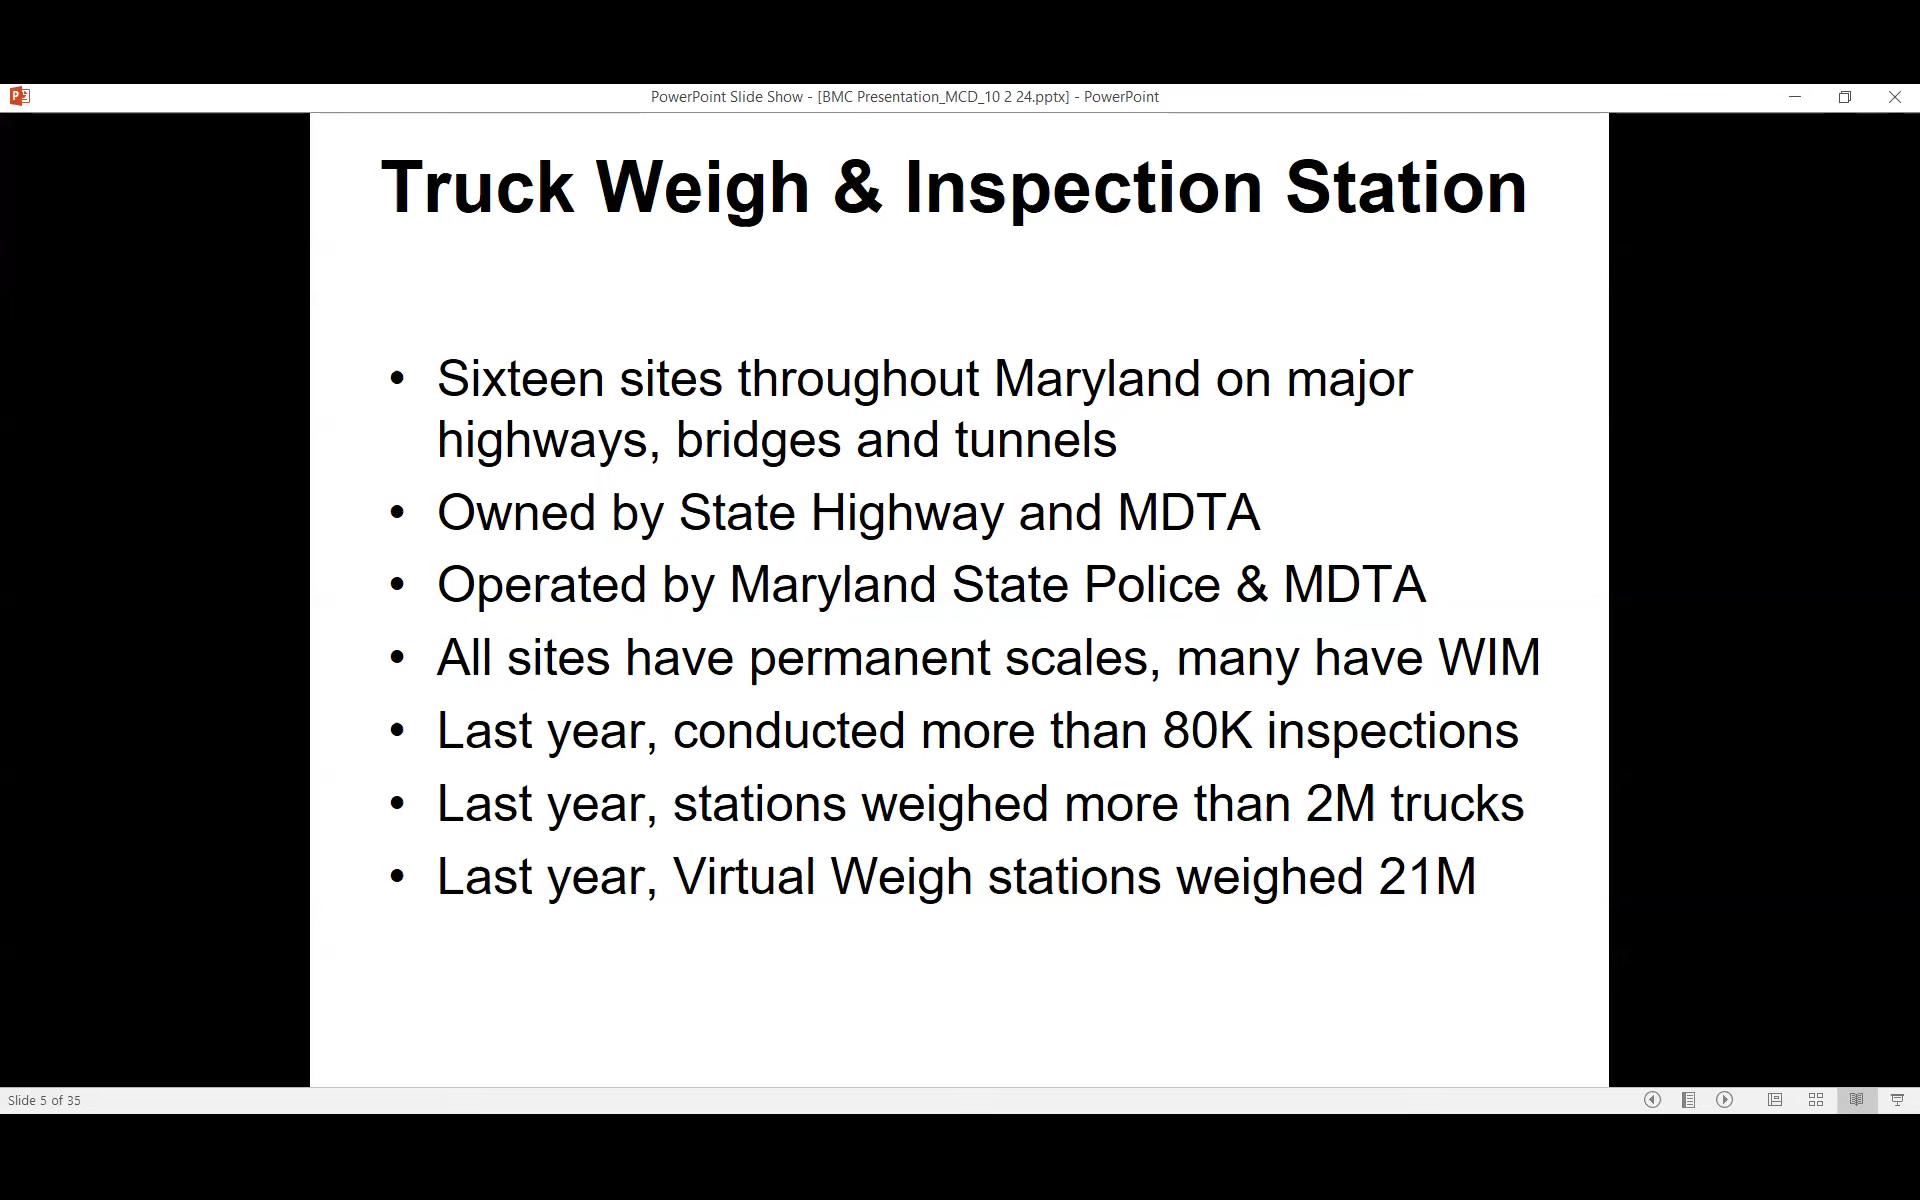 PowerPoint Slide Show - [BMC Presentation_MCD_10 2 24.pptx] - PowerPoint
Truck Weigh & Inspection Station
• Sixteen sites throughout Maryland on major
highways, bridges and tunnels
• Owned by State Highway and MDTA
• Operated by Maryland State Police & MDTA
• All sites have permanent scales, many have WIM
• Last year, conducted more than 80K inspections
• Last year, stations weighed more than 2M trucks
• Last year, Virtual Weigh stations weighed 21M
Slide 5 of 35